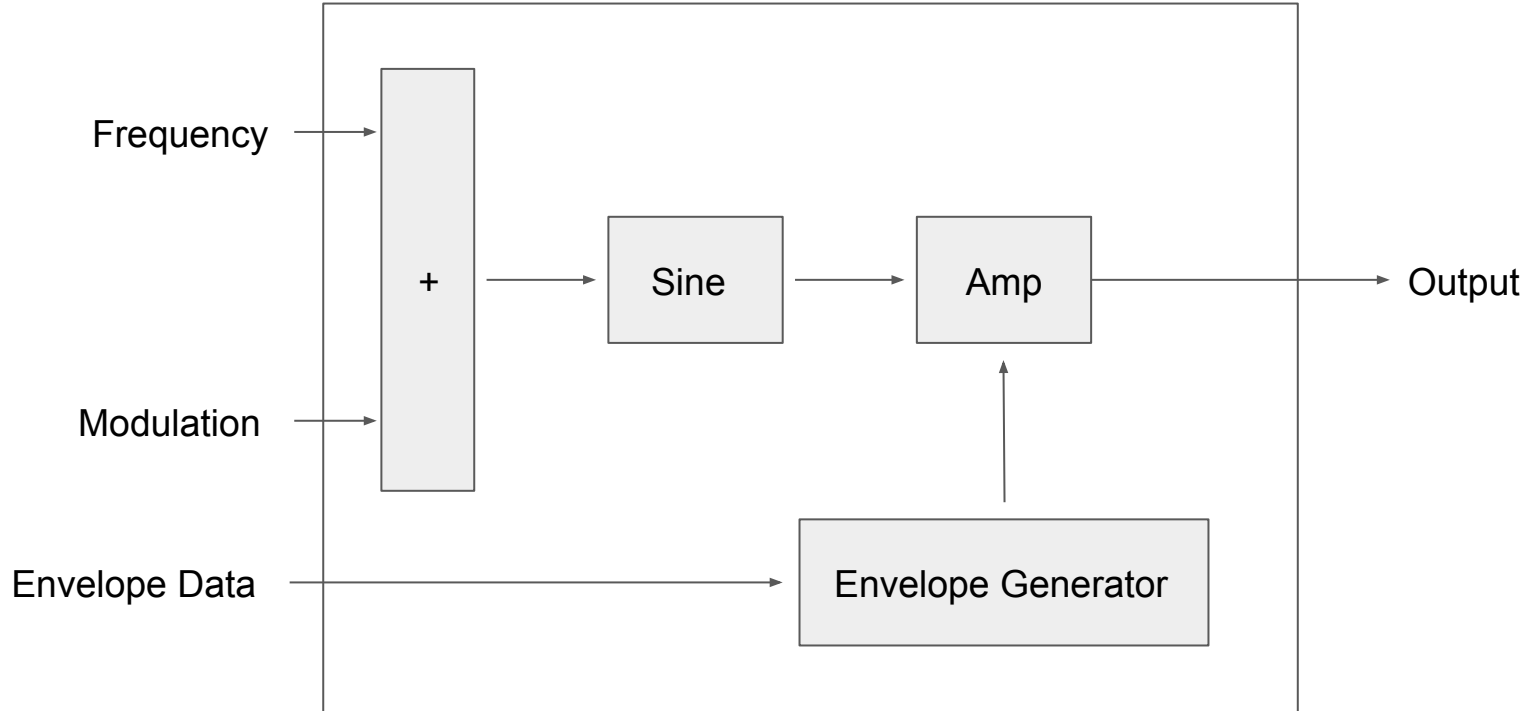 Frequency
+
Sine
Amp
Output
Modulation
Envelope Data
Envelope Generator